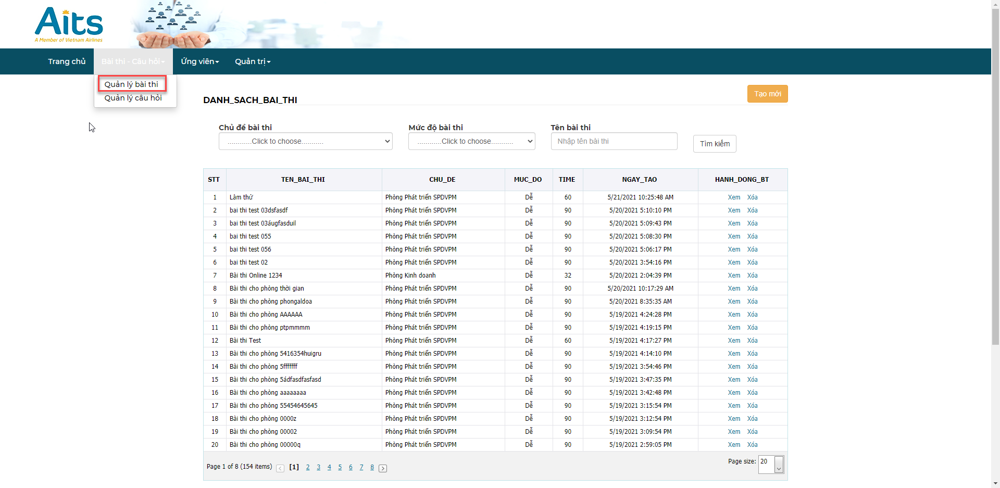 Aits
A Member of Vietnam Airlines
Trang chủ Bài thi - Câu hỏi Ứng viên Quản trị
Quản lý bài thi
Quản lý câu hỏi
DANH_SACH_BAI_THI
Tạo mới
Chủ đề bài thi Mức độ bài thi Tên bài thi
............Click to choose........... ............Click to choose........... Nhập tên bài thi Tìm kiếm
STT TEN_BAI_THI CHU_DE MUC_DO TIME NGAY_TAO HANH_DONG_BT
1 Làm thử Phòng Phát triển SPDVPM Dễ 60 5/21/2021 10:25:48 AM Xem Xóa
2 bai thi test 03dsfasdf Phòng Phát triển SPDVPM Dễ 90 5/20/2021 5:10:10 PM Xem Xóa
3 bai thi test 03áugfasduil Phòng Phát triển SPDVPM Dễ 90 5/20/2021 5:09:43 PM Xem Xóa
4 bai thi test 055 Phòng Phát triển SPDVPM Dễ 90 5/20/2021 5:08:30 PM Xem Xóa
5 bai thi test 056 Phòng Phát triển SPDVPM Dễ 90 5/20/2021 5:06:17 PM Xem Xóa
6 bai thi test 02 Phòng Phát triển SPDVPM Dễ 90 5/20/2021 3:54:16 PM Xem Xóa
7 Bài thi Online 1234 Phòng Kinh doanh Dễ 32 5/20/2021 2:04:39 PM Xem Xóa
8 Bài thi cho phòng thời gian Phòng Phát triển SPDVPM Dễ 90 5/20/2021 10:17:29 AM Xem Xóa
9 Bài thi cho phòng phongaldoa Phòng Phát triển SPDVPM Dễ 90 5/20/2021 8:35:35 AM Xem Xóa
10 Bài thi cho phòng AAAAAA Phòng Phát triển SPDVPM Dễ 90 5/19/2021 4:24:28 PM Xem Xóa
11 Bài thi cho phòng ptpmmmm Phòng Phát triển SPDVPM Dễ 90 5/19/2021 4:19:15 PM Xem Xóa
12 Bài thi Test Phòng Phát triển SPDVPM Dễ 60 5/19/2021 4:17:27 PM Xem Xóa
13 Bài thi cho phòng 5416354huigru Phòng Phát triển SPDVPM Dễ 90 5/19/2021 4:14:10 PM Xem Xóa
14 Bài thi cho phòng 5fffffff Phòng Phát triển SPDVPM Dễ 90 5/19/2021 3:54:46 PM Xem Xóa
15 Bài thi cho phòng 5ádfasdfasfasd Phòng Phát triển SPDVPM Dễ 90 5/19/2021 3:47:35 PM Xem Xóa
16 Bài thi cho phòng aaaaaaaa Phòng Phát triển SPDVPM Dễ 90 5/19/2021 3:42:48 PM Xem Xóa
17 Bài thi cho phòng 55454645645 Phòng Phát triển SPDVPM Dễ 90 5/19/2021 3:15:54 PM Xem Xóa
18 Bài thi cho phòng 0000z Phòng Phát triển SPDVPM Dễ 90 5/19/2021 3:12:54 PM Xem Xóa
19 Bài thi cho phòng 00002 Phòng Phát triển SPDVPM Dễ 90 5/19/2021 3:09:54 PM Xem Xóa
20 Bài thi cho phòng 00000q Phòng Phát triển SPDVPM Dễ 90 5/19/2021 2:59:05 PM Xem Xóa
Page 1 of 8 (154 items) [1] 2 3 4 5 6 7 8 Page size: 20